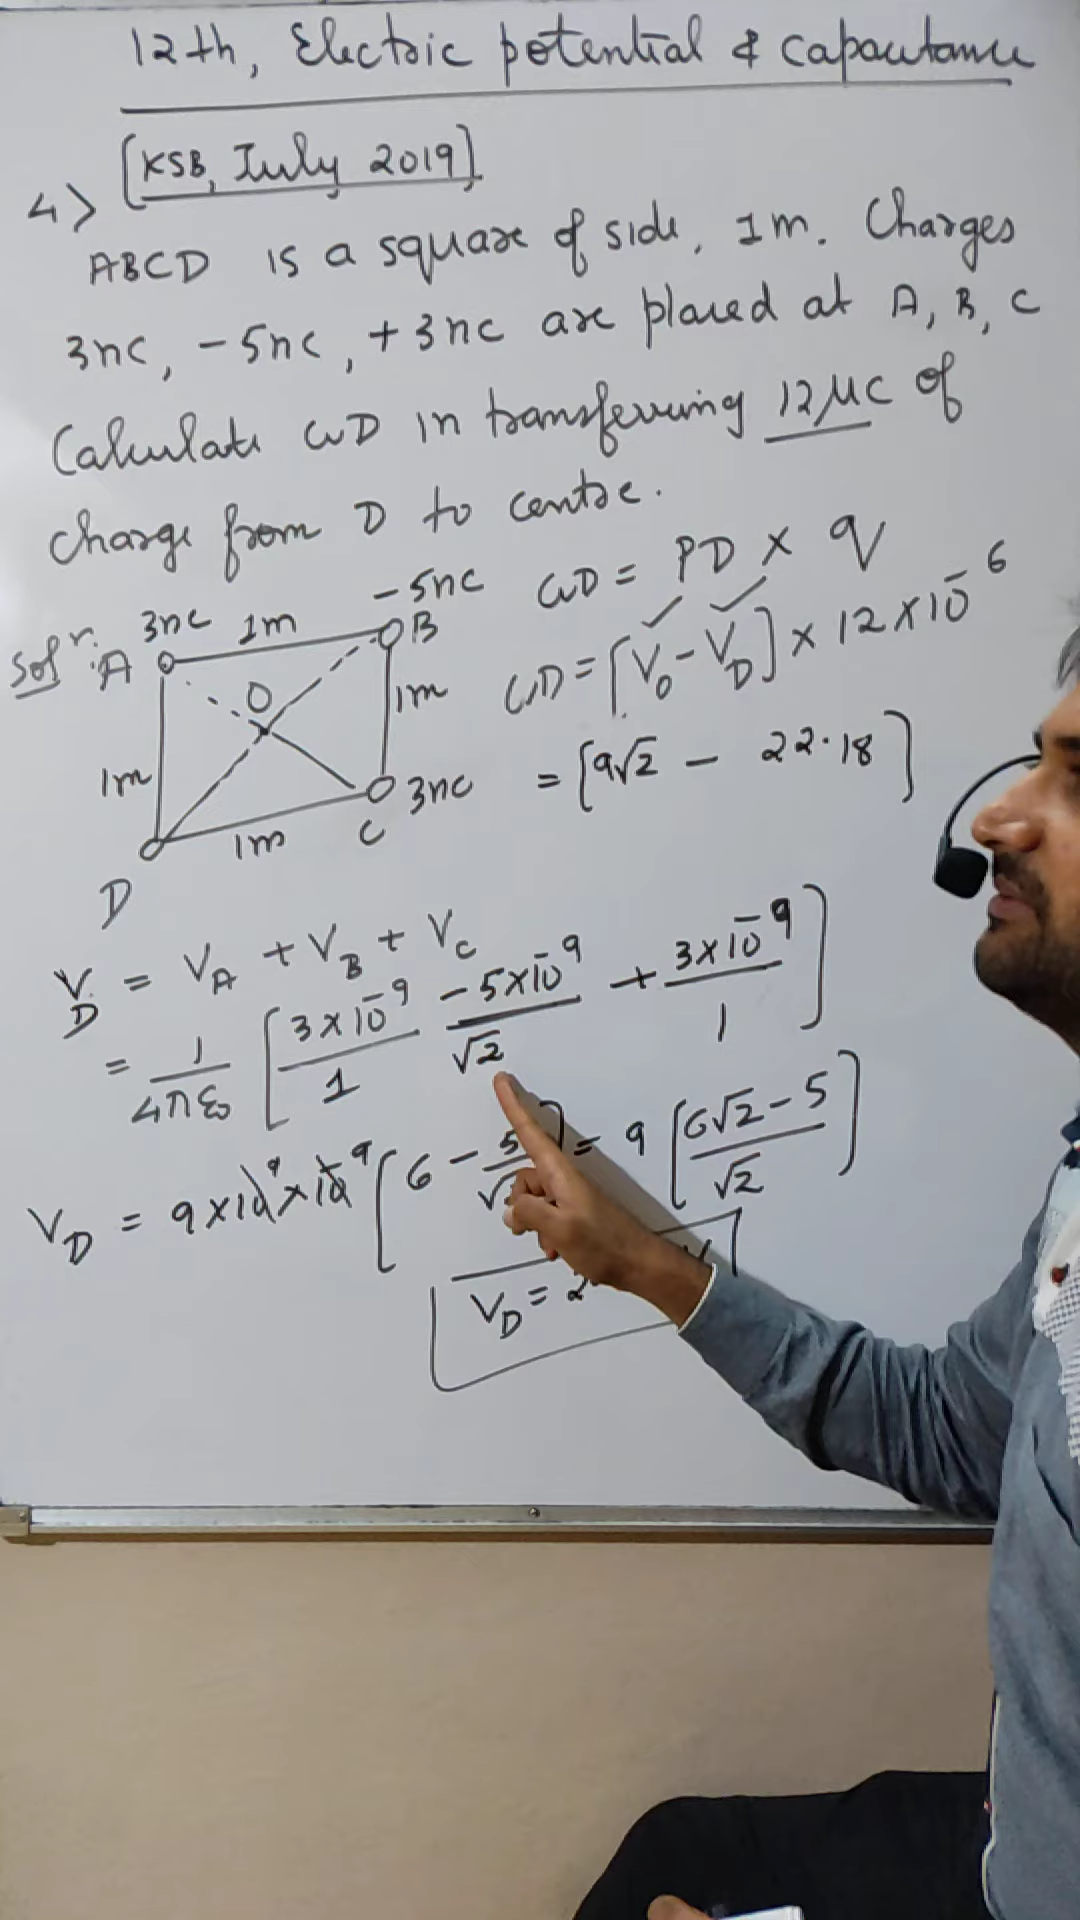 12th, Electric potential & capacitance
[KSB, July 2019]
4>
ABCD is a square of side, 1m. Charges
3nc, -5nc, +3nc are placed at A, B, C
Calculate WD in transferring 12μc of
charge from D to centre.
Solⁿ:
3nc 1m -5nc
A B
O
1m 1m
3nc
1m C
D
WD = PD × q
WD = [V₀ - V_D] × 12×10⁻⁶
= [9√2 - 22.18]
V_D = V_A + V_B + V_C
= 1/4πε₀ [3×10⁻⁹/1 -5×10⁻⁹/√2 + 3×10⁻⁹/1]
V_D = 9×10⁹×10⁻⁹ [6 - 5/√ ] = 9 [6√2-5/√2]
V_D = 2